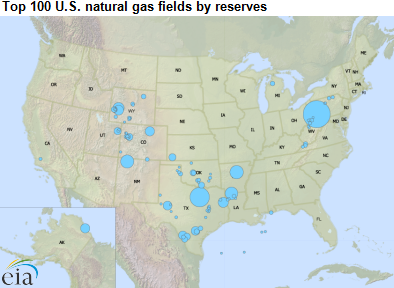 Top 100 U.S. natural gas fields by reserves
WA
MT
ND
MN
ME
OR
ID
SD
WI
MI
NY
VT
NH
MA
CT
RI
WY
NE
IA
PA
NJ
NV
UT
CO
IL
IN
OH
WV
MD
DE
CA
KS
MO
KY
VA
AZ
NM
OK
AR
TN
NC
SC
TX
LA
MS
AL
GA
FL
AK
eia